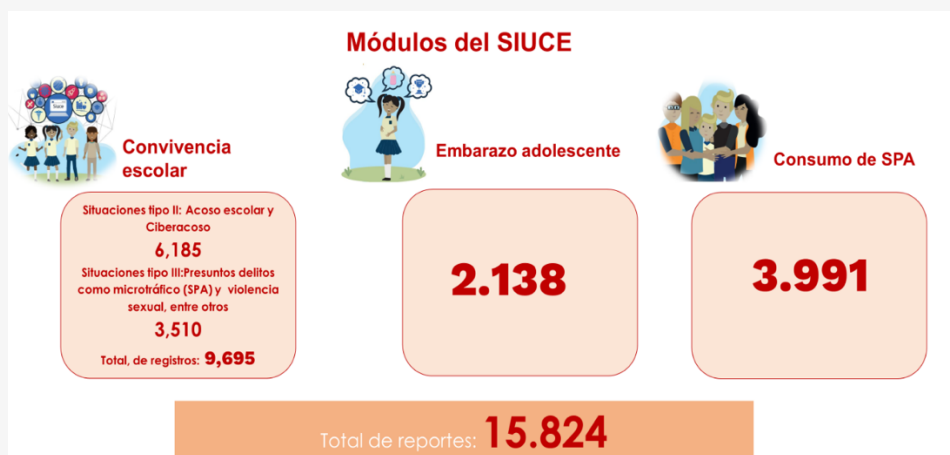 Módulos del SIUCE
Convivencia
escolar
Situaciones tipo II: Acoso escolar y
Ciberacoso
6,185
Situaciones tipo III:Presuntos delitos
como microtráfico (SPA) y violencia
sexual, entre otros
3,510
Total, de registros: 9,695
Embarazo adolescente
2.138
Consumo de SPA
3.991
Total de reportes: 15.824